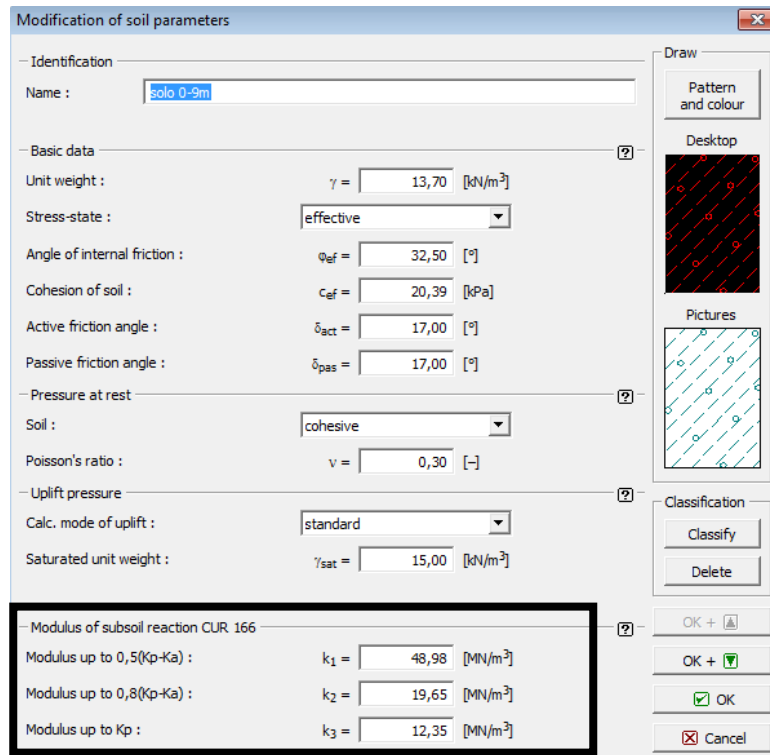 Modification of soil parameters
Identification
Name : solo 0-9m
Basic data [?]
Unit weight : γ = 13,70 [kN/m³]
Stress-state : effective
Angle of internal friction : φef = 32,50 [°]
Cohesion of soil : cef = 20,39 [kPa]
Active friction angle : δact = 17,00 [°]
Passive friction angle : δpas = 17,00 [°]
Pressure at rest [?]
Soil : cohesive
Poisson's ratio : ν = 0,30 [–]
Uplift pressure [?]
Calc. mode of uplift : standard
Saturated unit weight : γsat = 15,00 [kN/m³]
Modulus of subsoil reaction CUR 166 [?]
Modulus up to 0,5(Kp-Ka) : k1 = 48,98 [MN/m³]
Modulus up to 0,8(Kp-Ka) : k2 = 19,65 [MN/m³]
Modulus up to Kp : k3 = 12,35 [MN/m³]
Draw
Pattern
and colour
Desktop
Pictures
Classification
Classify
Delete
OK +
OK +
OK
Cancel